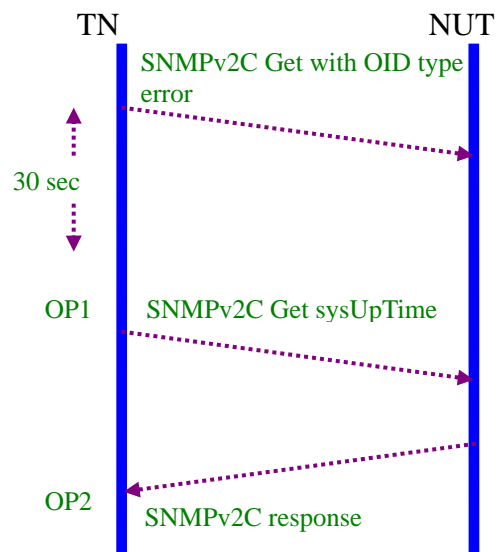 TN
NUT
SNMPv2C Get with OID type
error
30 sec
OP1
SNMPv2C Get sysUpTime
OP2
SNMPv2C response